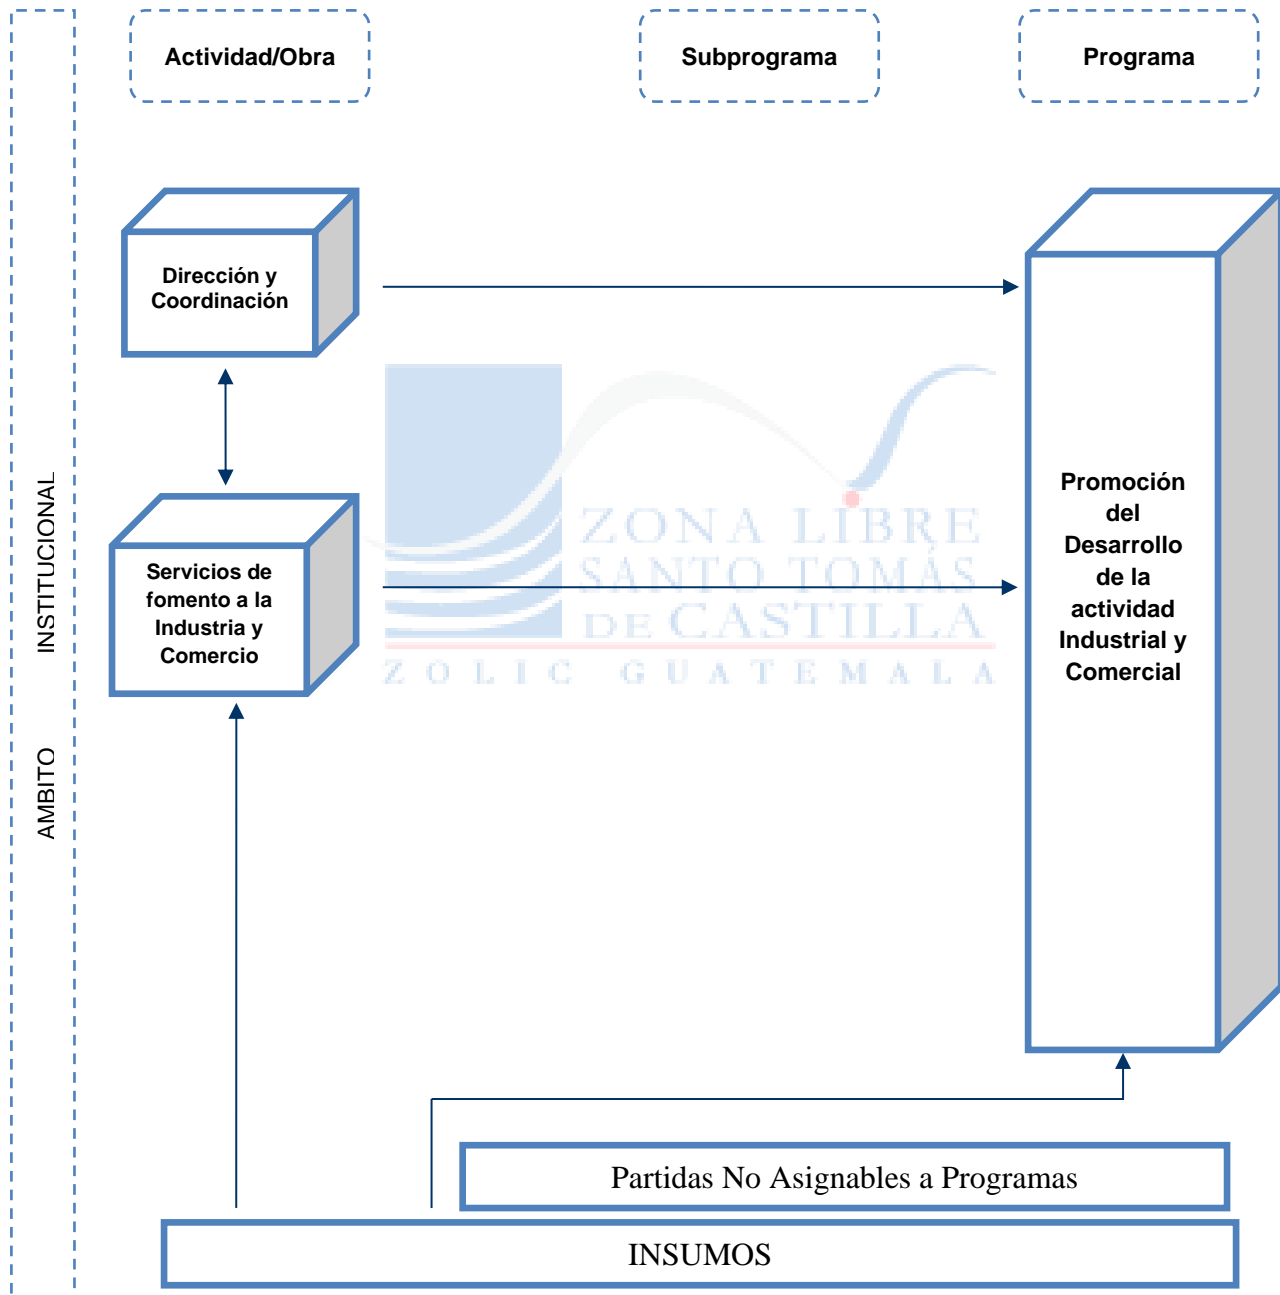 Actividad/Obra
Subprograma
Programa
Dirección y
Coordinación
Servicios de
fomento a la
Industria y
Comercio
Promoción
del
Desarrollo
de la
actividad
Industrial y
Comercial
AMBITO INSTITUCIONAL
ZONA LIBRE
SANTO TOMÁS
DE CASTILLA
ZOLIC GUATEMALA
Partidas No Asignables a Programas
INSUMOS